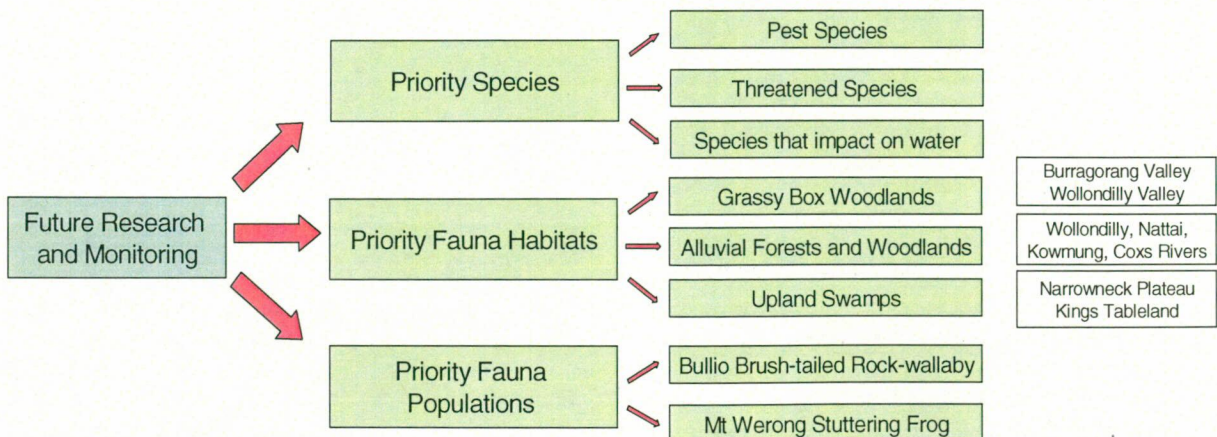 Future Research
and Monitoring
Priority Species
Pest Species
Threatened Species
Species that impact on water
Priority Fauna Habitats
Grassy Box Woodlands
Burragorang Valley
Wollondilly Valley
Alluvial Forests and Woodlands
Wollondilly, Nattai,
Kowmung, Coxs Rivers
Upland Swamps
Narrowneck Plateau
Kings Tableland
Priority Fauna
Populations
Bullio Brush-tailed Rock-wallaby
Mt Werong Stuttering Frog